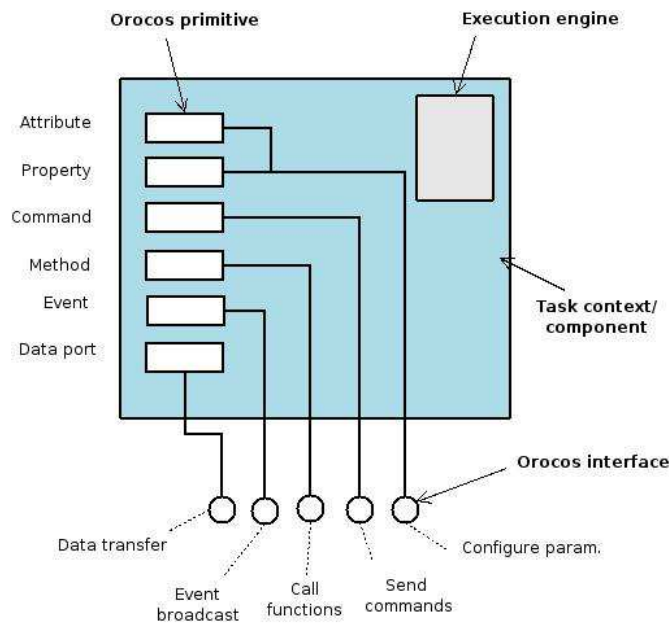 Orocos primitive
Execution engine
Attribute
Property
Command
Method
Event
Data port
Task context/
component
Orocos interface
Data transfer
Configure param.
Event
broadcast
Call
functions
Send
commands